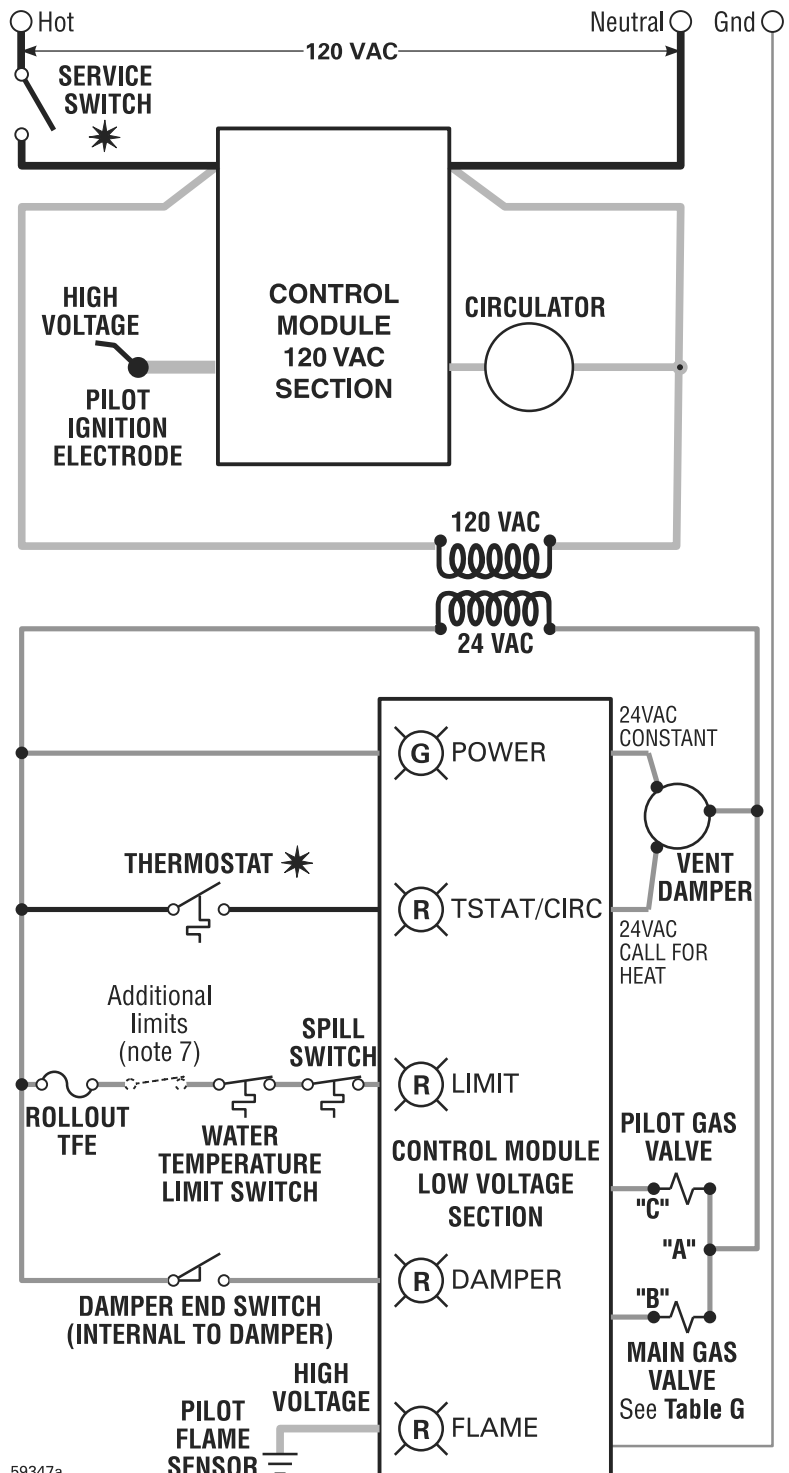 Hot
Neutral
Gnd
120 VAC
SERVICE
SWITCH
HIGH
VOLTAGE
PILOT
IGNITION
ELECTRODE
CONTROL
MODULE
120 VAC
SECTION
CIRCULATOR
120 VAC
24 VAC
G POWER
24VAC
CONSTANT
THERMOSTAT
R TSTAT/CIRC
VENT
DAMPER
24VAC
CALL FOR
HEAT
Additional
limits
(note 7)
SPILL
SWITCH
R LIMIT
ROLLOUT
TFE
WATER
TEMPERATURE
LIMIT SWITCH
CONTROL MODULE
LOW VOLTAGE
SECTION
PILOT GAS
VALVE
"C"
"A"
"B"
MAIN GAS
VALVE
See Table G
R DAMPER
DAMPER END SWITCH
(INTERNAL TO DAMPER)
HIGH
VOLTAGE
PILOT
FLAME
SENSOR
R FLAME
59347a